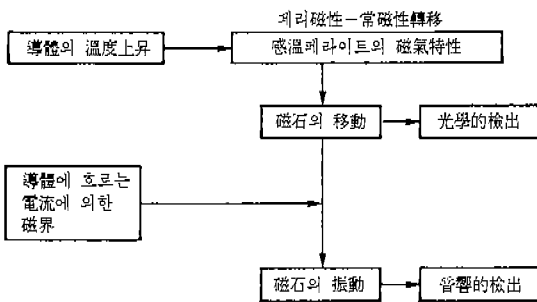 페리磁性－常磁性轉移
導體의 溫度上昇
感溫페라이트의 磁氣特性
磁石의 移動
光學的檢出
導體에 흐르는
電流에 의한
磁界
磁石의 振動
音響的檢出